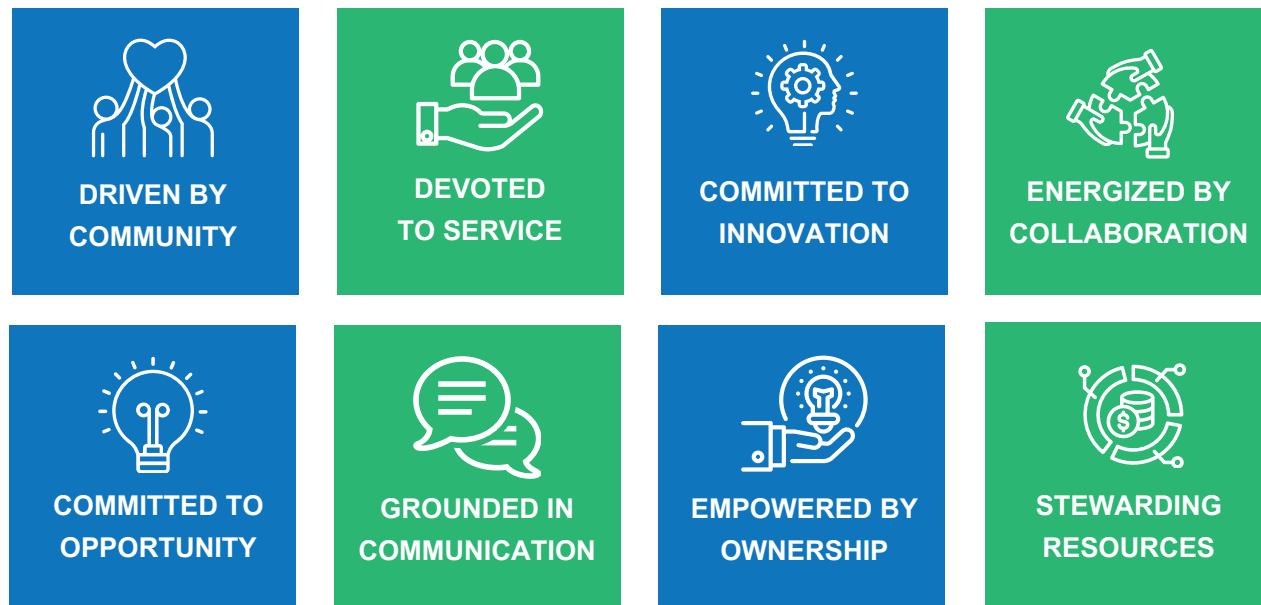 DRIVEN BY
COMMUNITY
DEVOTED
TO SERVICE
COMMITTED TO
INNOVATION
ENERGIZED BY
COLLABORATION
COMMITTED TO
OPPORTUNITY
GROUNDED IN
COMMUNICATION
EMPOWERED BY
OWNERSHIP
$
STEWARDING
RESOURCES